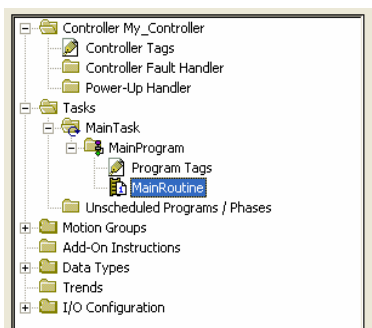 Controller My_Controller
Controller Tags
Controller Fault Handler
Power-Up Handler
Tasks
MainTask
MainProgram
Program Tags
MainRoutine
Unscheduled Programs / Phases
Motion Groups
Add-On Instructions
Data Types
Trends
I/O Configuration